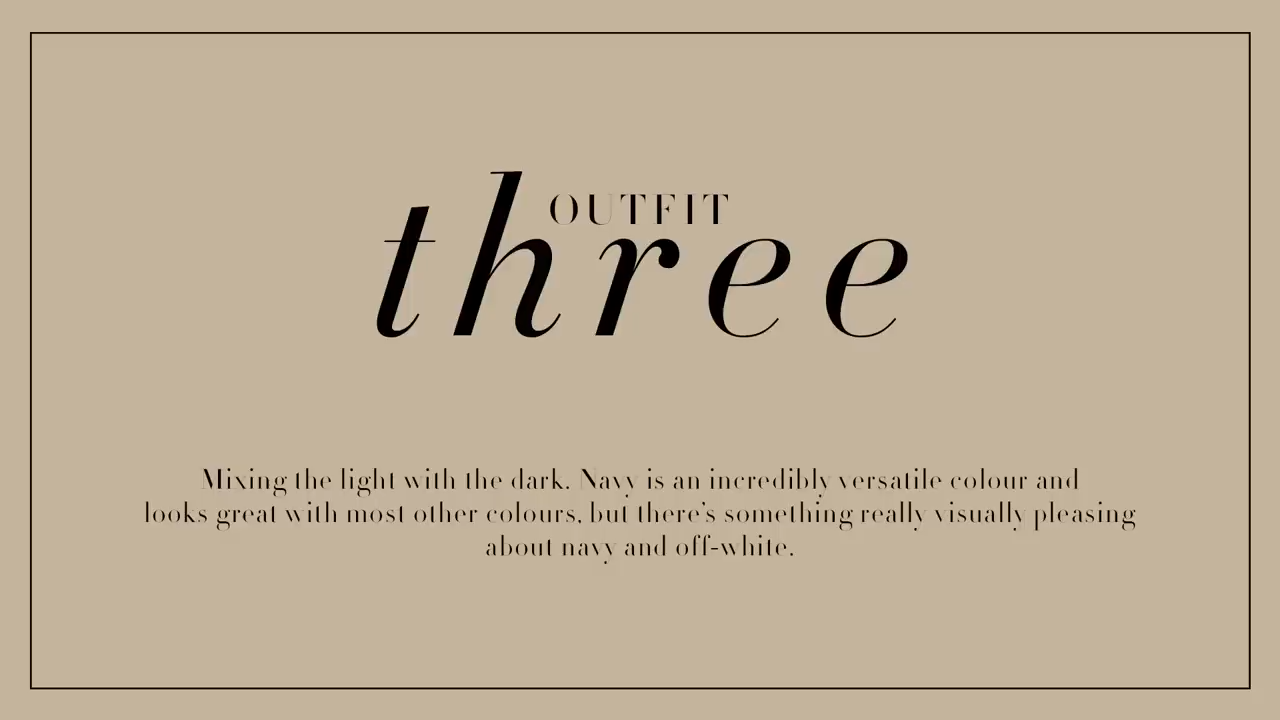 OUTFIT
three
Mixing the light with the dark. Navy is an incredibly versatile colour and
looks great with most other colours, but there's something really visually pleasing
about navy and off-white.